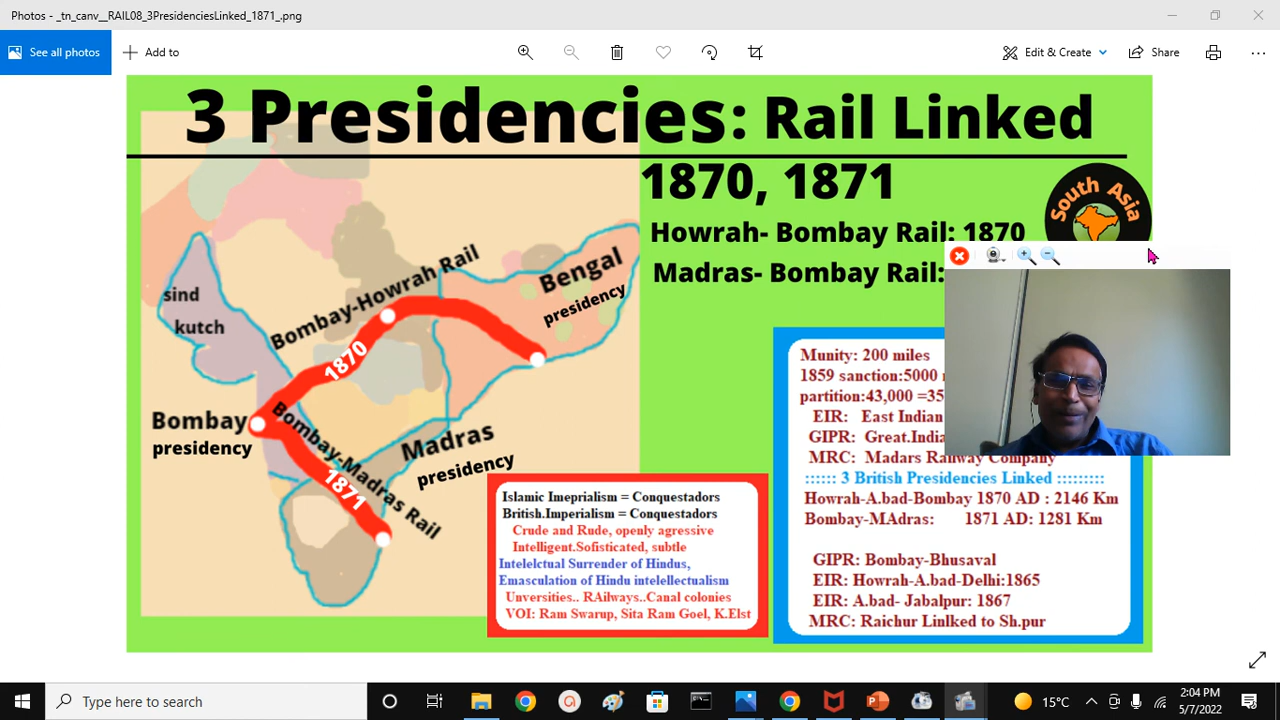 Photos - _tn_canv__RAIL08_3PresidenciesLinked_1871_.png
See all photos
Add to
Edit & Create
Share
3 Presidencies: Rail Linked
1870, 1871
Howrah- Bombay Rail: 1870
Madras- Bombay Rail:
South Asia
sind
kutch
Bombay-Howrah Rail
1870
Bengal
presidency
Bombay
presidency
Bombay-Madras Rail
1871
Madras
presidency
Munity: 200 miles
1859 sanction:5000
partition:43,000 =35
EIR: East Indian
GIPR: Great.India
MRC: Madars Ranway Company
:::::: 3 British Presidencies Linked :::::::::
Howrah-A.bad-Bombay 1870 AD : 2146 Km
Bombay-MAdras: 1871 AD: 1281 Km
GIPR: Bombay-Bhusaval
EIR: Howrah-A.bad-Delhi:1865
EIR: A.bad- Jabalpur: 1867
MRC: Raichur Linlked to Sh.pur
Islamic Imeprialism = Conquestadors
British.Imperialism = Conquestadors
Crude and Rude, openly agressive
Intelligent.Sofisticated, subtle
Intelelctual Surrender of Hindus,
Emasculation of Hindu intelellectualism
Unversities.. RAilways..Canal colonies
VOI: Ram Swarup, Sita Ram Goel, K.Elst
Type here to search
15°C
2:04 PM
5/7/2022